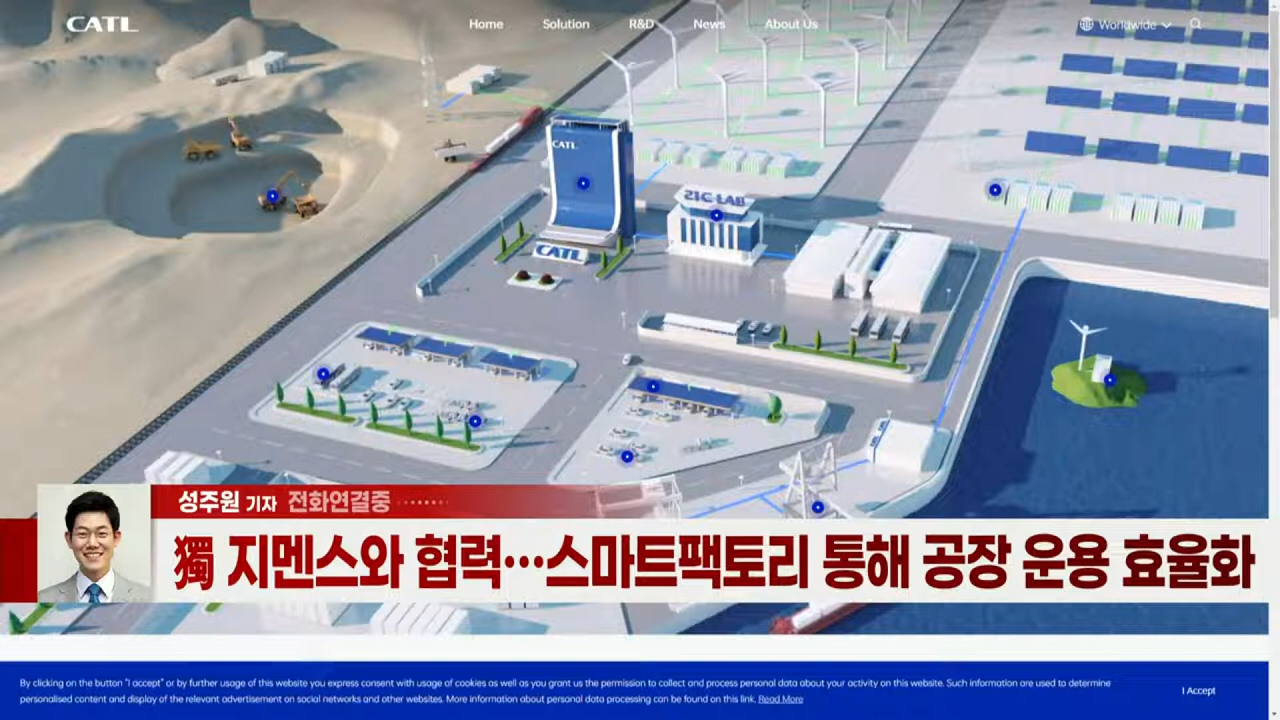 CATL
Home Solution R&D News About Us
Worldwide
CATL
21C LAB
CATL
성주원 기자 전화연결중
獨 지멘스와 협력…스마트팩토리 통해 공장 운용 효율화
By clicking on the button "I accept" or by further usage of this website you express consent with usage of cookies as well as you grant us the permission to collect and process personal data about your activity on this website. Such information are used to determine
personalised content and display of the relevant advertisement on social networks and other websites. More information about personal data processing can be found on this link. Read More
I Accept